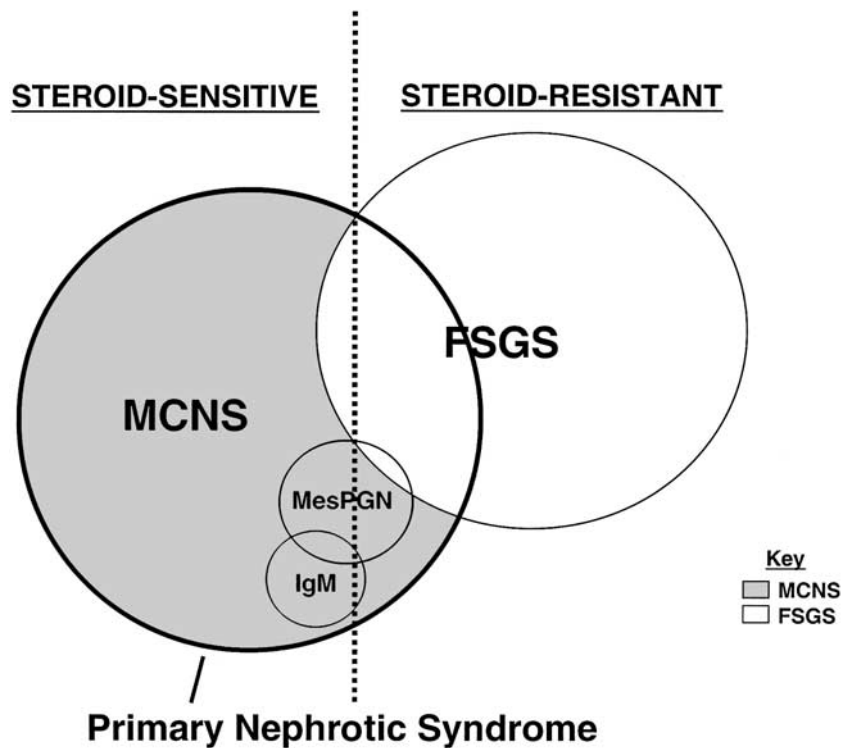 STEROID-SENSITIVE
STEROID-RESISTANT
FSGS
MCNS
MesPGN
IgM
Key
MCNS
FSGS
Primary Nephrotic Syndrome